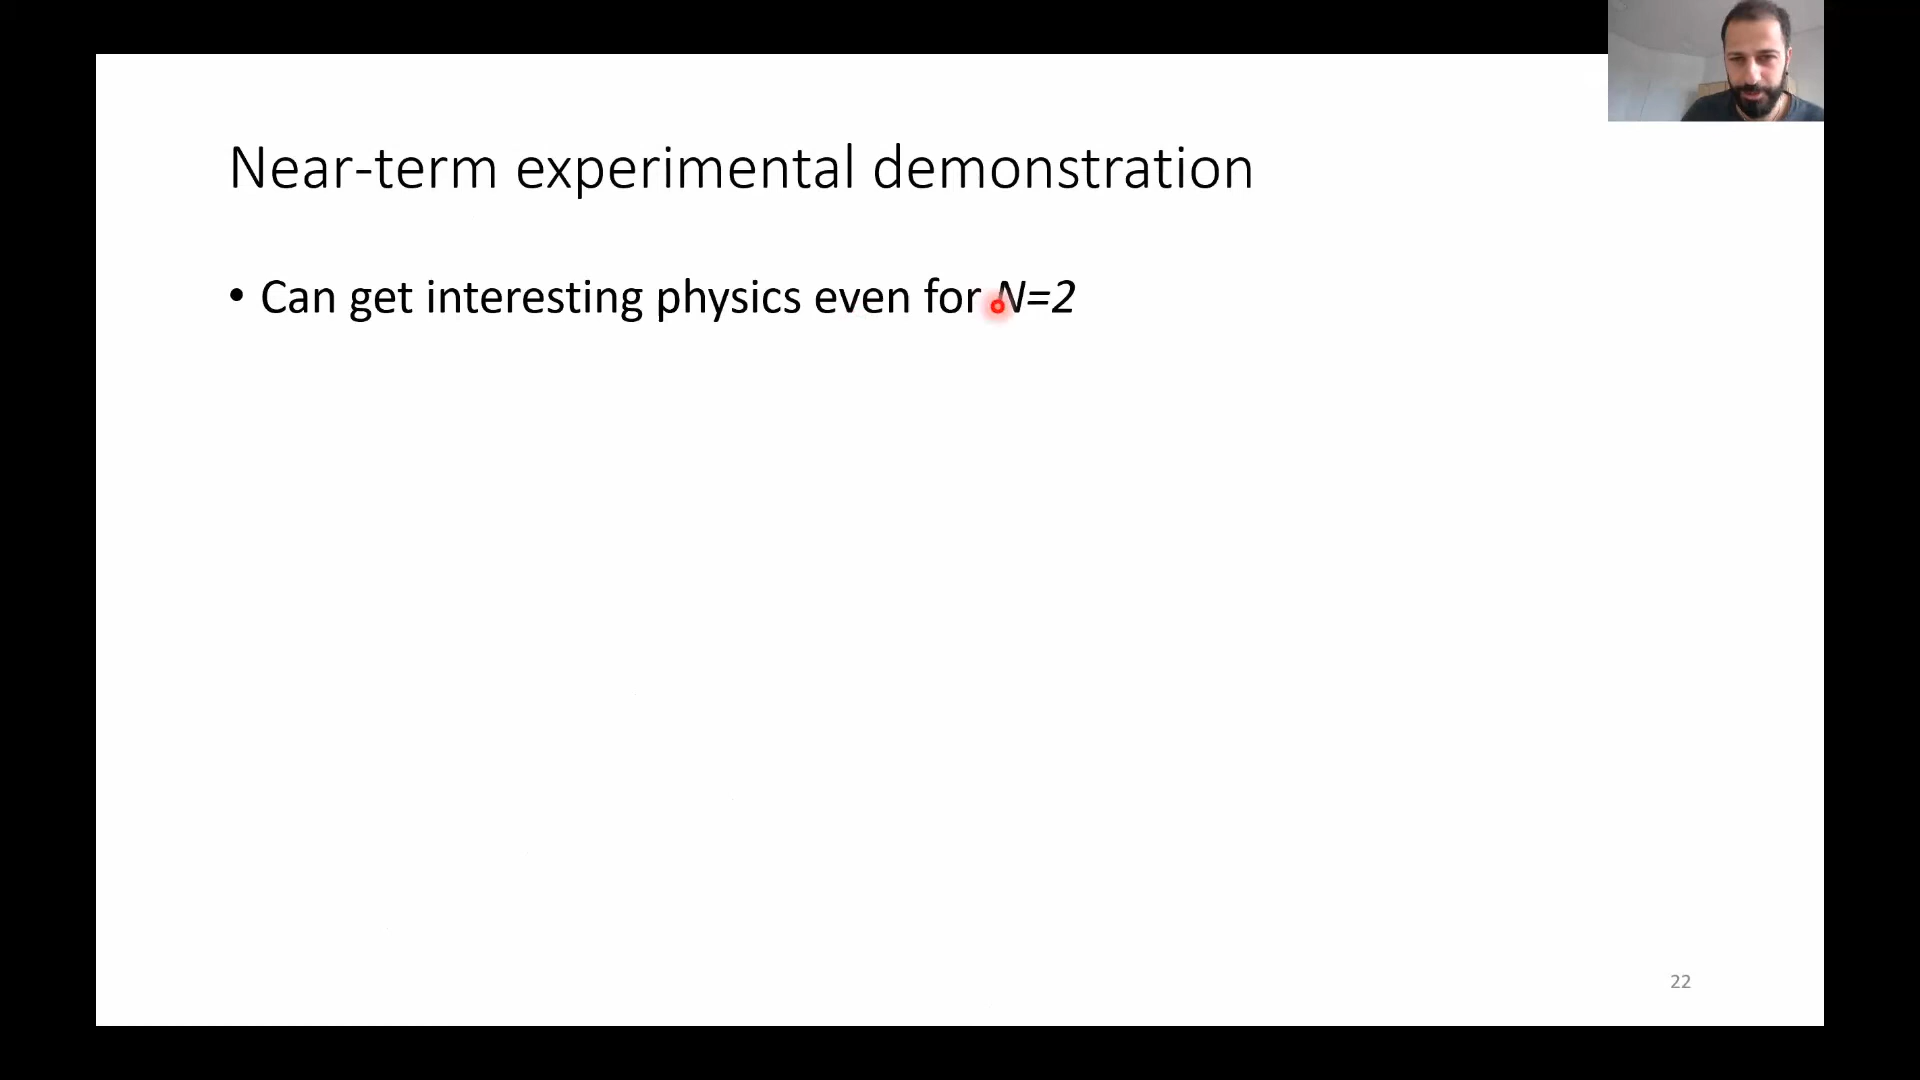 Near-term experimental demonstration
• Can get interesting physics even for N=2
22